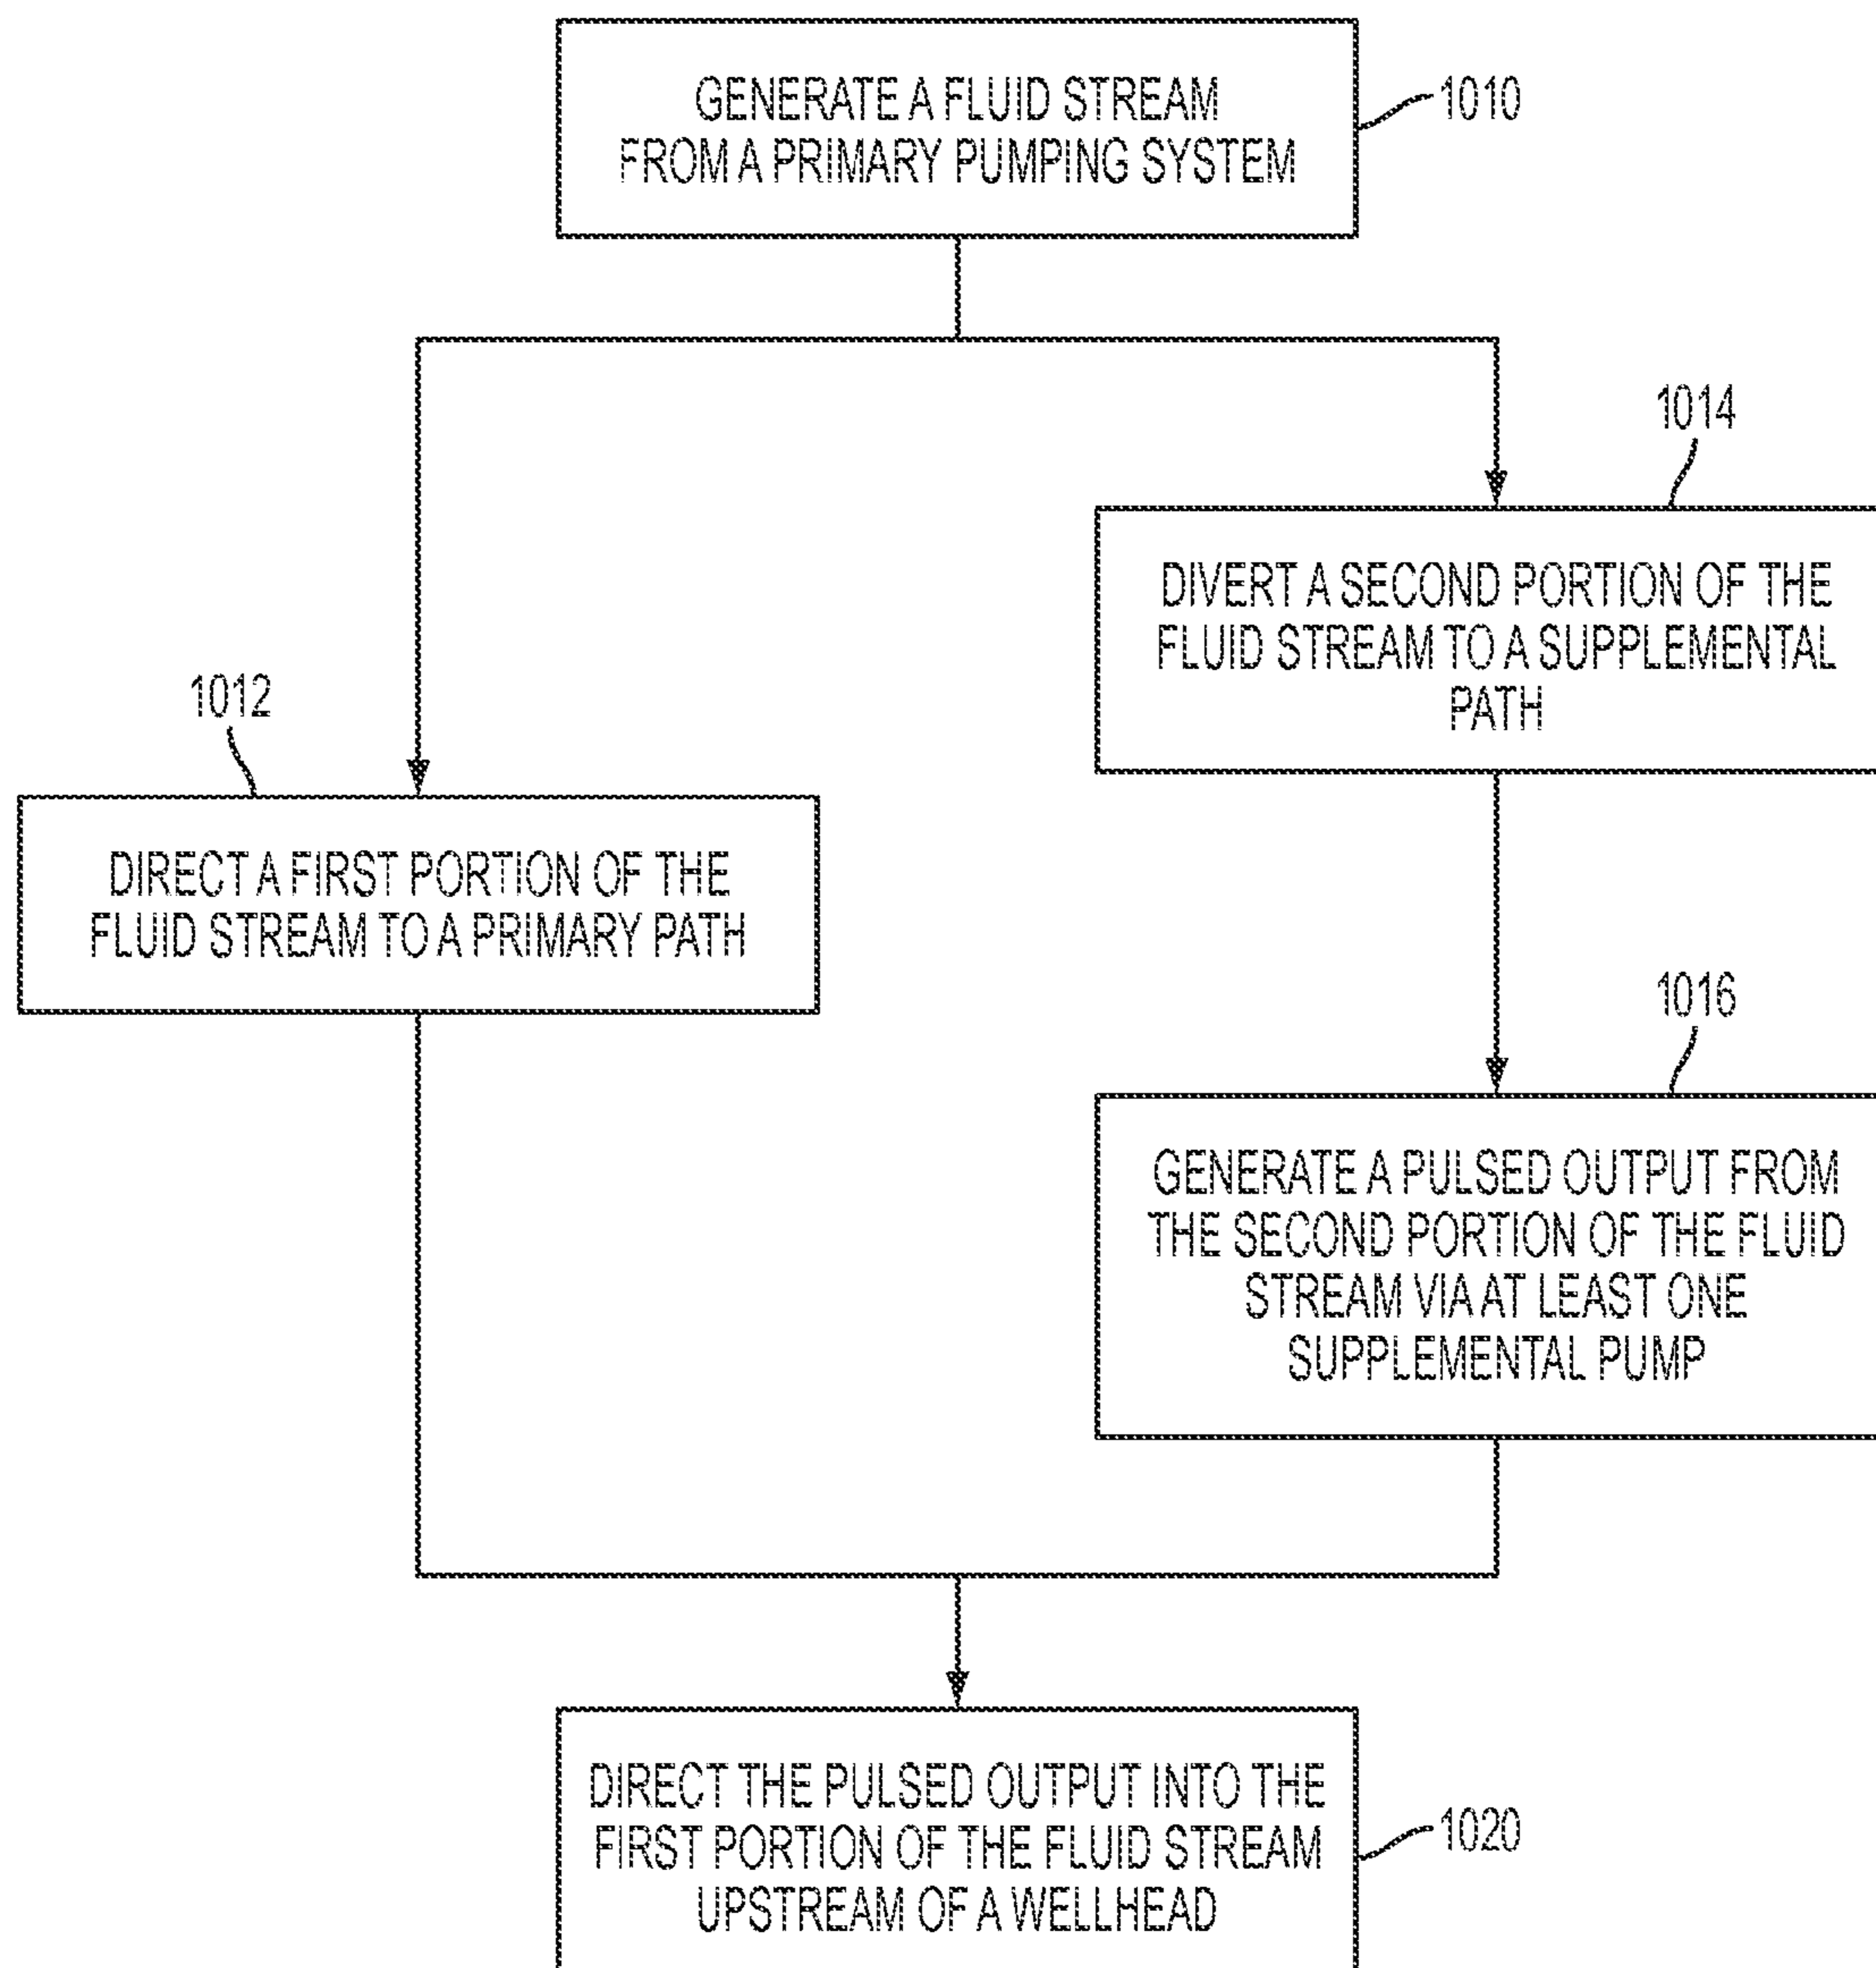 GENERATE A FLUID STREAM
FROM A PRIMARY PUMPING SYSTEM
1010
1014
DIVERT A SECOND PORTION OF THE
FLUID STREAM TO A SUPPLEMENTAL
PATH
1012
DIRECT A FIRST PORTION OF THE
FLUID STREAM TO A PRIMARY PATH
1016
GENERATE A PULSED OUTPUT FROM
THE SECOND PORTION OF THE FLUID
STREAM VIA AT LEAST ONE
SUPPLEMENTAL PUMP
DIRECT THE PULSED OUTPUT INTO THE
FIRST PORTION OF THE FLUID STREAM
UPSTREAM OF A WELLHEAD
1020